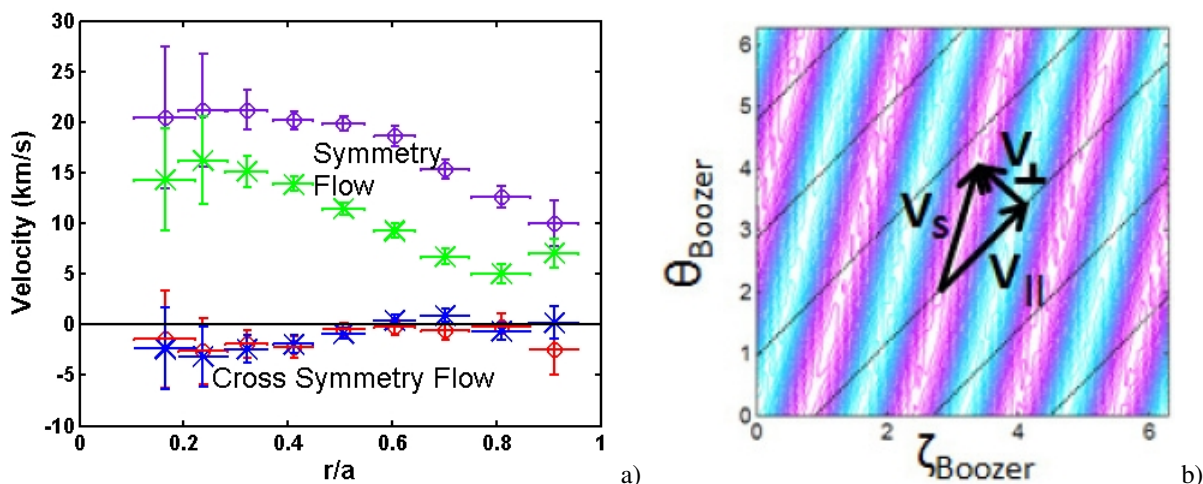 30
25
20
15
10
5
0
-5
-10
Velocity (km/s)
Symmetry
Flow
Cross Symmetry Flow
0 0.2 0.4 0.6 0.8 1
r/a
a)
6
5
4
3
2
1
0
θBoozer
V⊥
VS
V||
0 2 4 6
ζBoozer
b)